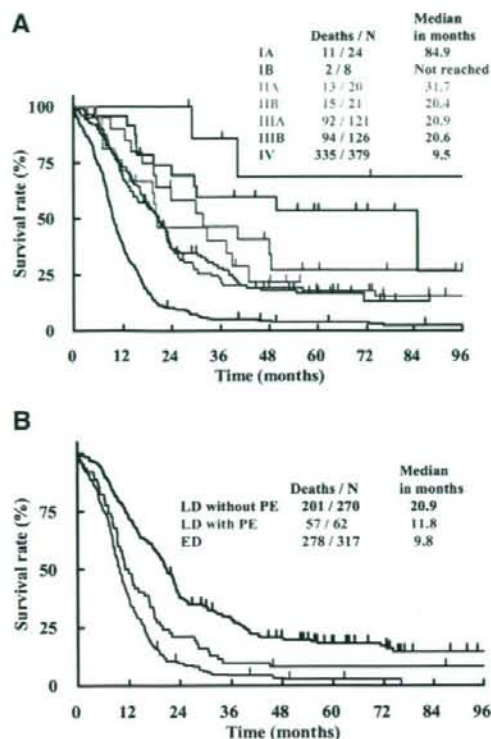 A
Median
Deaths / N in months
IA 11 / 24 84.9
IB 2 / 8 Not reached
IIA 13 / 20 31.7
IIB 15 / 21 20.4
IIIA 92 / 121 20.9
IIIB 94 / 126 20.6
IV 335 / 379 9.5
Survival rate (%)
100
75
50
25
0
0 12 24 36 48 60 72 84 96
Time (months)
B
Median
Deaths / N in months
LD without PE 201 / 270 20.9
LD with PE 57 / 62 11.8
ED 278 / 317 9.8
Survival rate (%)
75
50
25
0
0 12 24 36 48 60 72 84 96
Time (months)